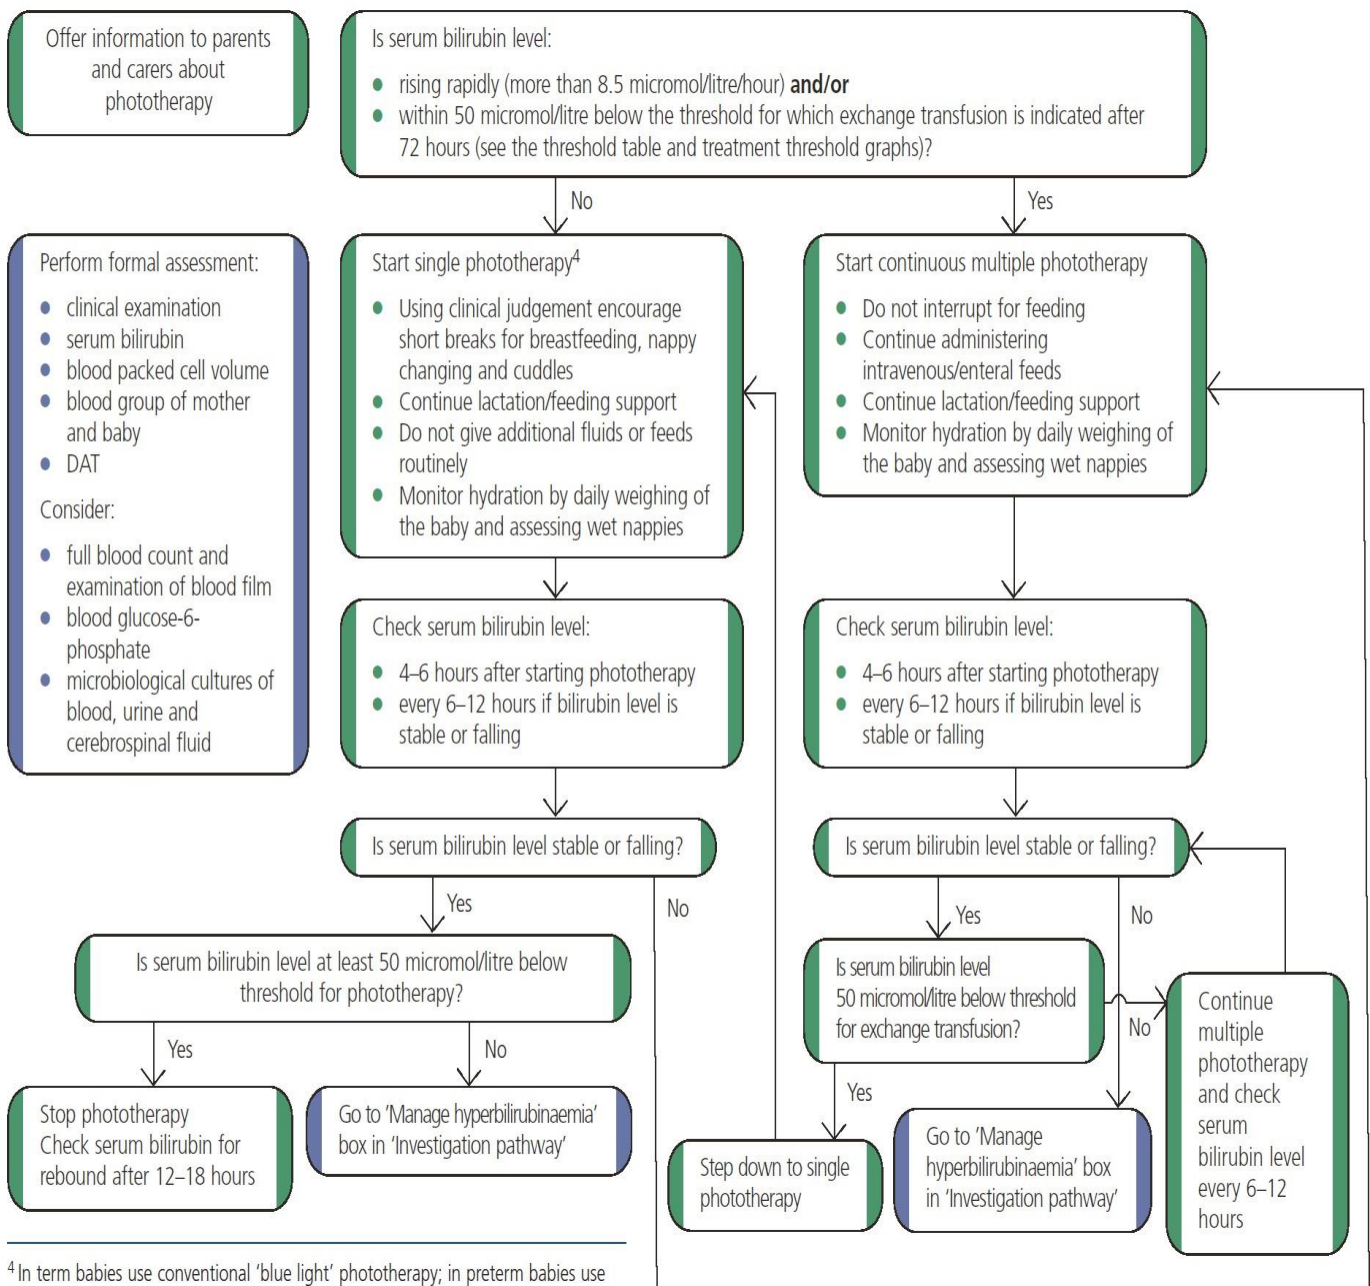 Offer information to parents
and carers about
phototherapy
Is serum bilirubin level:
● rising rapidly (more than 8.5 micromol/litre/hour) and/or
● within 50 micromol/litre below the threshold for which exchange transfusion is indicated after
72 hours (see the threshold table and treatment threshold graphs)?
No
Yes
Perform formal assessment:
● clinical examination
● serum bilirubin
● blood packed cell volume
● blood group of mother
and baby
● DAT
Consider:
● full blood count and
examination of blood film
● blood glucose-6-
phosphate
● microbiological cultures of
blood, urine and
cerebrospinal fluid
Start single phototherapy4
● Using clinical judgement encourage
short breaks for breastfeeding, nappy
changing and cuddles
● Continue lactation/feeding support
● Do not give additional fluids or feeds
routinely
● Monitor hydration by daily weighing of
the baby and assessing wet nappies
Start continuous multiple phototherapy
● Do not interrupt for feeding
● Continue administering
intravenous/enteral feeds
● Continue lactation/feeding support
● Monitor hydration by daily weighing of
the baby and assessing wet nappies
Check serum bilirubin level:
● 4–6 hours after starting phototherapy
● every 6–12 hours if bilirubin level is
stable or falling
Check serum bilirubin level:
● 4–6 hours after starting phototherapy
● every 6–12 hours if bilirubin level is
stable or falling
Is serum bilirubin level stable or falling?
Is serum bilirubin level stable or falling?
Yes
No
Yes
No
Is serum bilirubin level at least 50 micromol/litre below
threshold for phototherapy?
Is serum bilirubin level
50 micromol/litre below threshold
for exchange transfusion?
No
Continue
multiple
phototherapy
and check
serum
bilirubin level
every 6–12
hours
Yes
No
Yes
Stop phototherapy
Check serum bilirubin for
rebound after 12–18 hours
Go to 'Manage hyperbilirubinaemia'
box in 'Investigation pathway'
Step down to single
phototherapy
Go to 'Manage
hyperbilirubinaemia' box
in 'Investigation pathway'
4 In term babies use conventional 'blue light' phototherapy; in preterm babies use